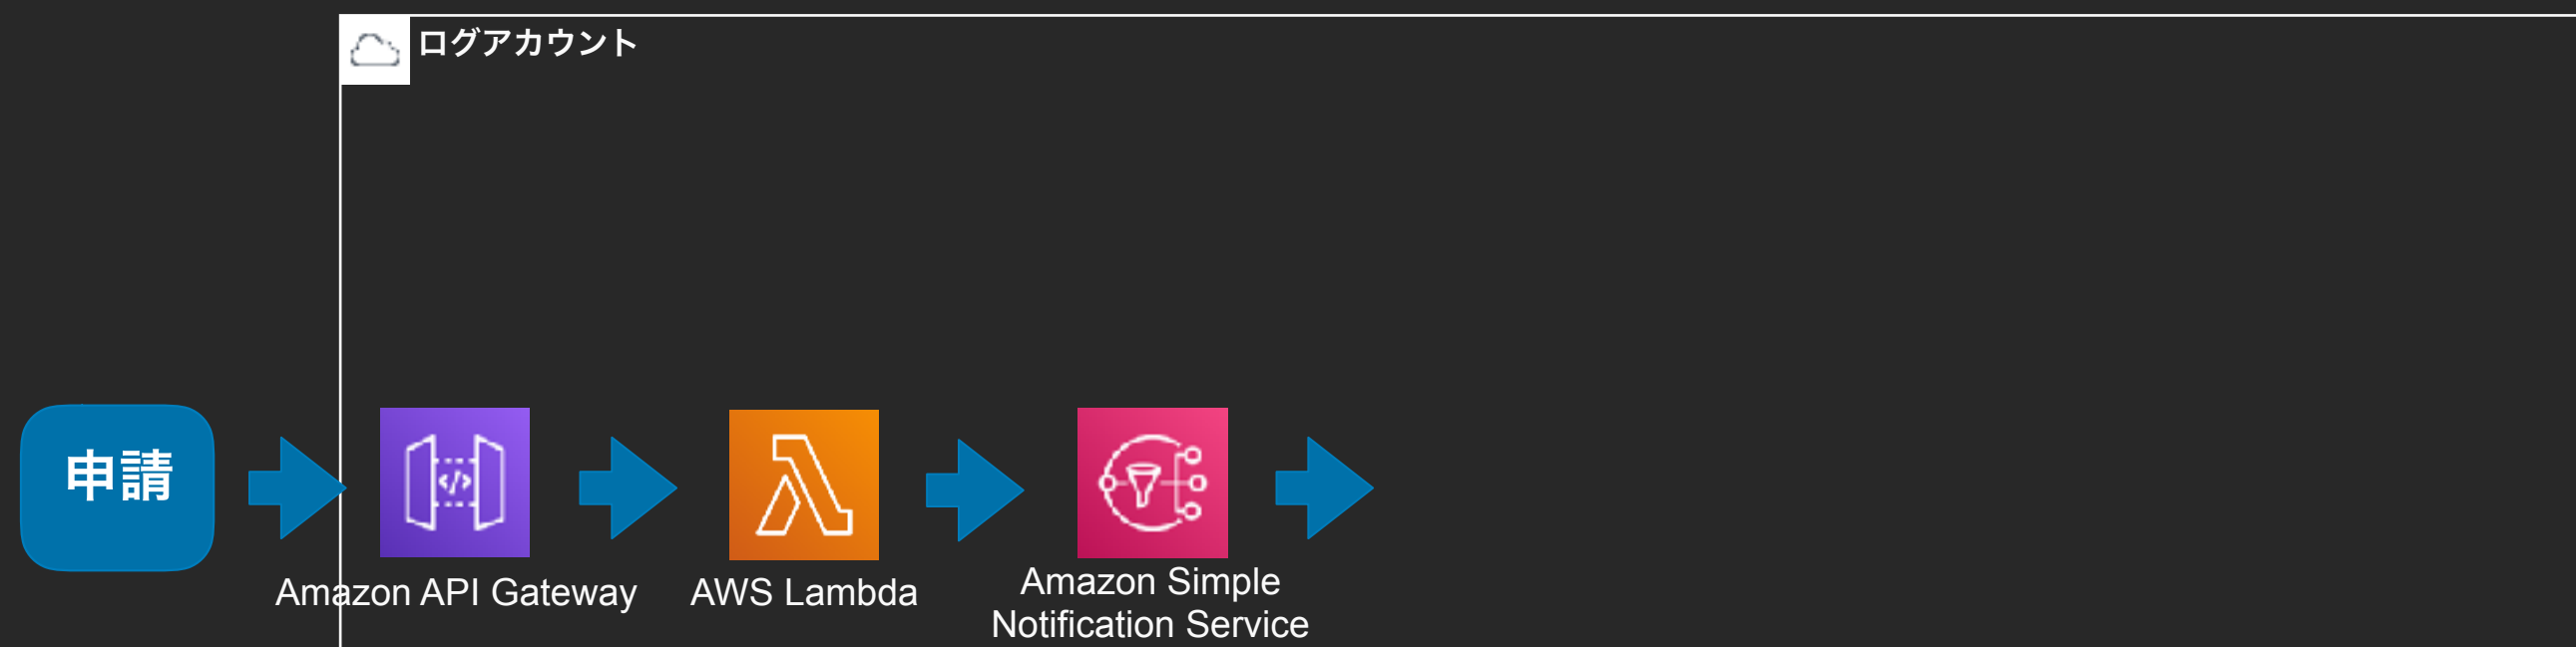 ログアカウント
申請
Amazon API Gateway
AWS Lambda
Amazon Simple
Notification Service